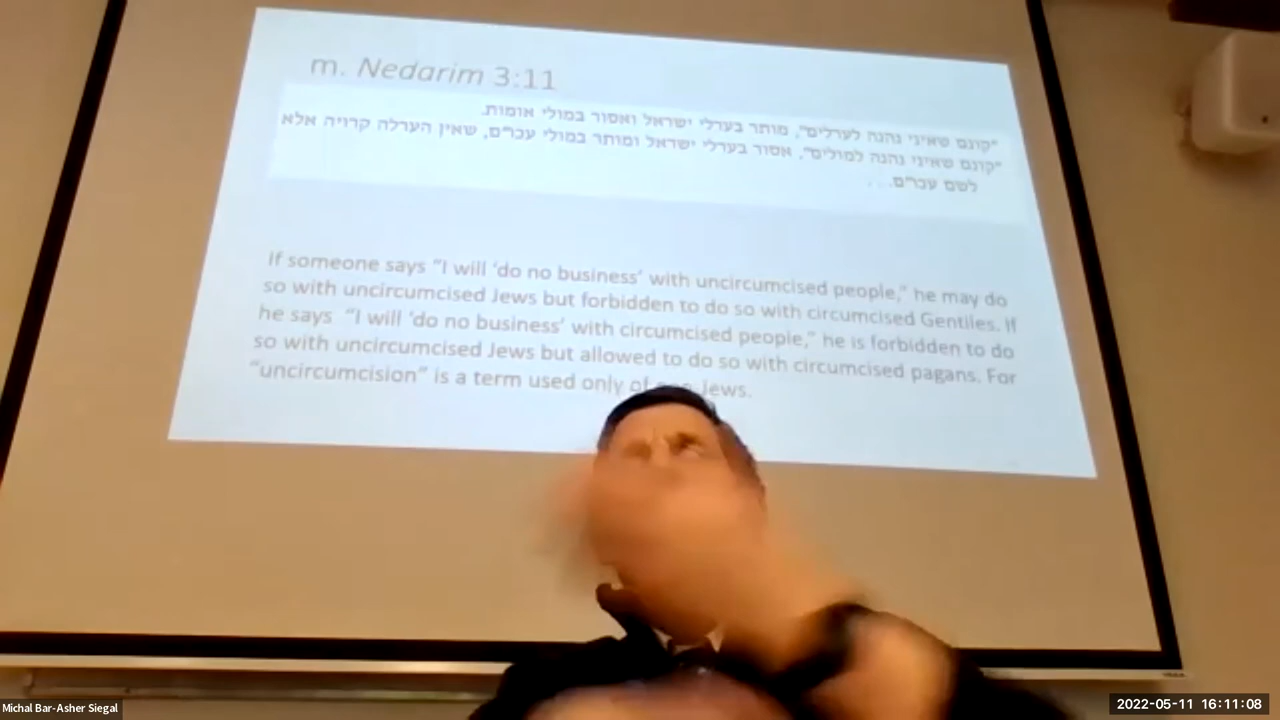 m. Nedarim 3:11
"קונם שאיני נהנה לערלים", מותר בערלי ישראל ואסור במולי אומות.
"קונם שאיני נהנה למולים", אסור בערלי ישראל ומותר במולי עכו"ם, שאין הערלה קרויה אלא
לשם עכו"ם. . .
If someone says "I will 'do no business' with uncircumcised people," he may do
so with uncircumcised Jews but forbidden to do so with circumcised Gentiles. If
he says "I will 'do no business' with circumcised people," he is forbidden to do
so with uncircumcised Jews but allowed to do so with circumcised pagans. For
"uncircumcision" is a term used only of Jews.
Michal Bar-Asher Siegal
2022-05-11 16:11:08